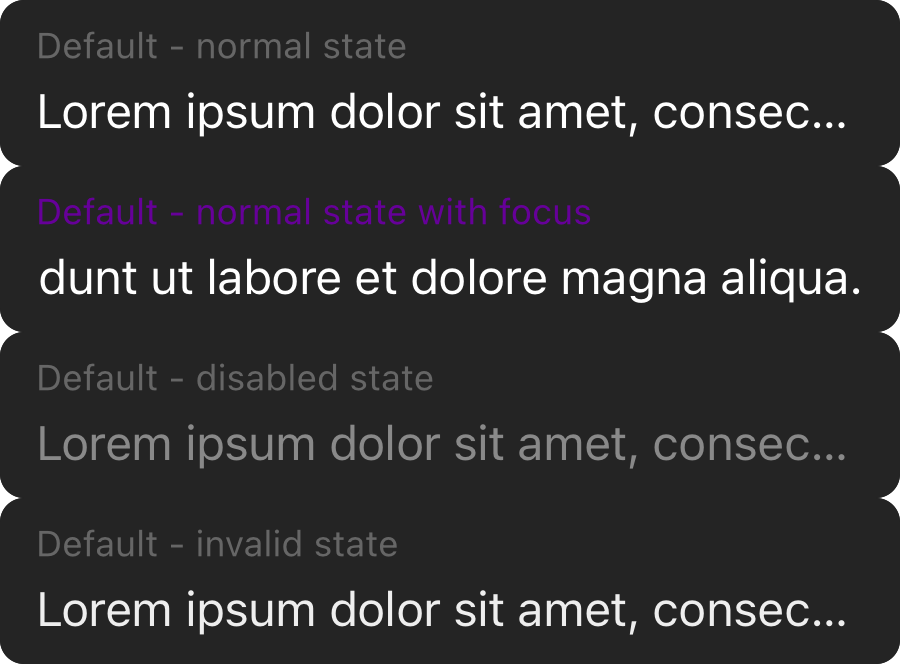 Default - normal state
Lorem ipsum dolor sit amet, consec...
Default - normal state with focus
dunt ut labore et dolore magna aliqua.
Default - disabled state
Lorem ipsum dolor sit amet, consec...
Default - invalid state
Lorem ipsum dolor sit amet, consec...